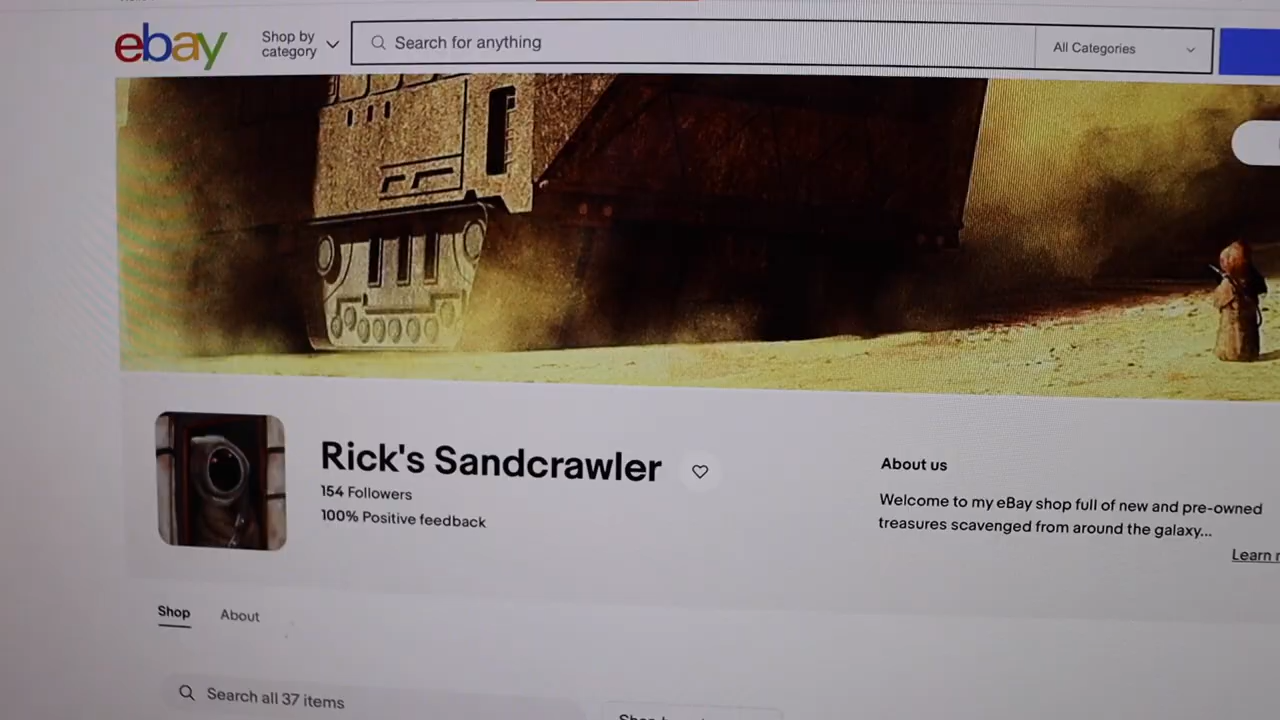 ebay
Shop by
category
Search for anything
All Categories
Rick's Sandcrawler
154 Followers
100% Positive feedback
About us
Welcome to my eBay shop full of new and pre-owned
treasures scavenged from around the galaxy...
Learn
Shop
About
Search all 37 items